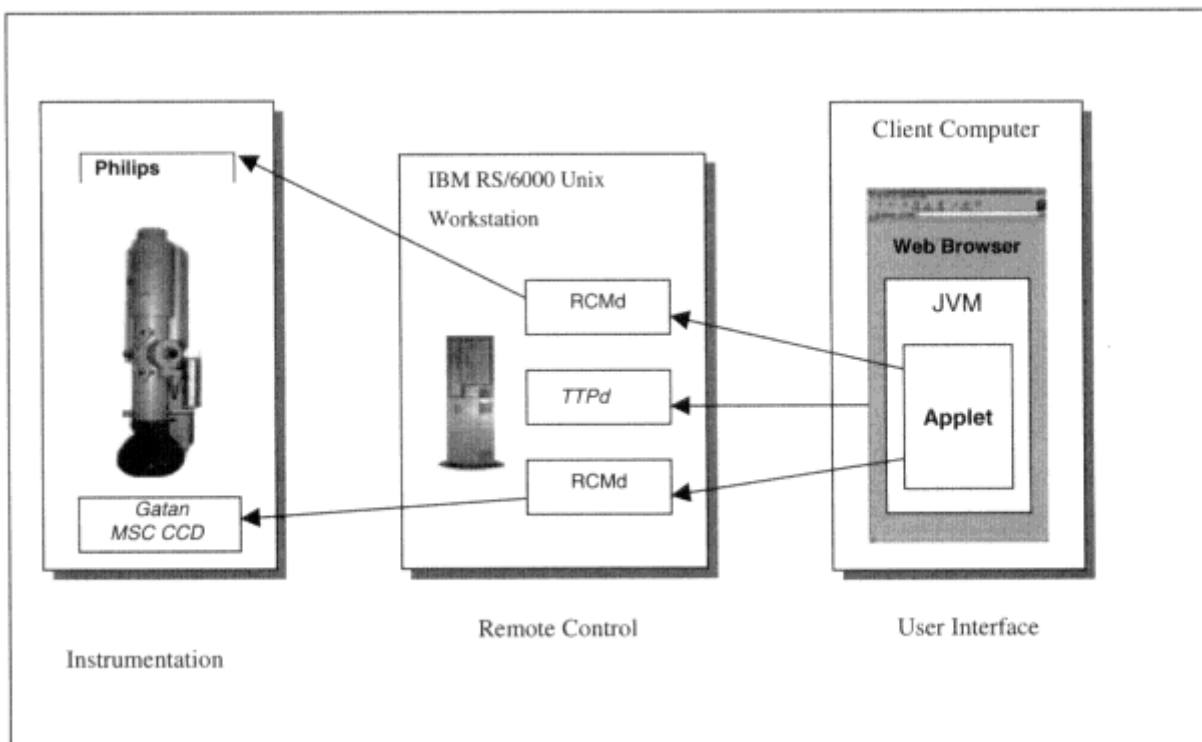 Philips
Gatan
MSC CCD
Instrumentation
IBM RS/6000 Unix
Workstation
RCMd
TTPd
RCMd
Remote Control
Client Computer
Web Browser
JVM
Applet
User Interface